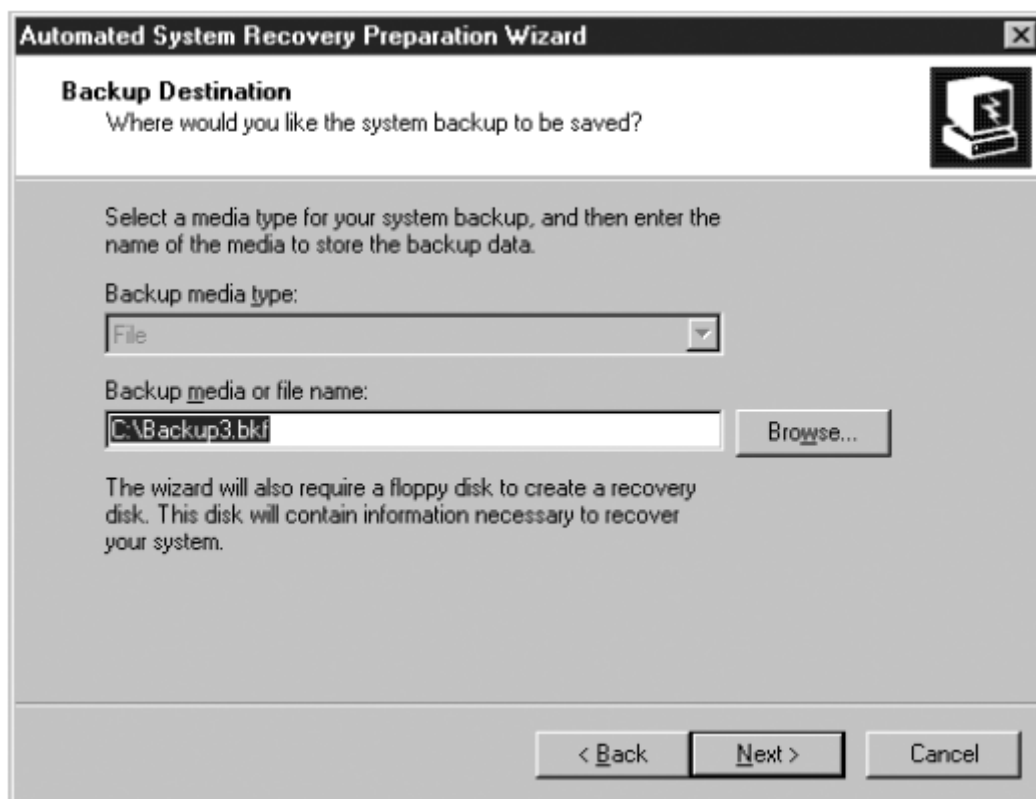 Automated System Recovery Preparation Wizard
Backup Destination
Where would you like the system backup to be saved?
Select a media type for your system backup, and then enter the
name of the media to store the backup data.
Backup media type:
File
Backup media or file name:
C:\Backup3.bkf
Browse...
The wizard will also require a floppy disk to create a recovery
disk. This disk will contain information necessary to recover
your system.
< Back
Next >
Cancel